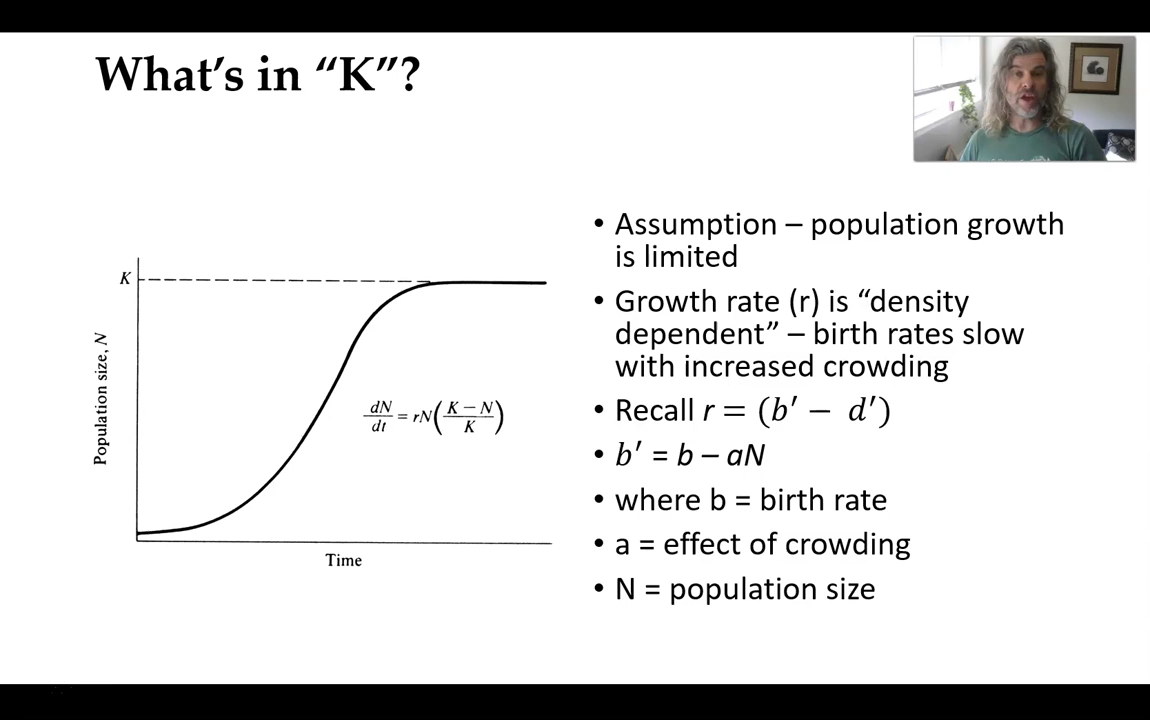 What's in “K”?
K
Population size, N
dN/dt = rN(K – N/K)
Time
• Assumption – population growth
is limited
• Growth rate (r) is “density
dependent” – birth rates slow
with increased crowding
• Recall r = (b′ − d′)
• b′ = b – aN
• where b = birth rate
• a = effect of crowding
• N = population size